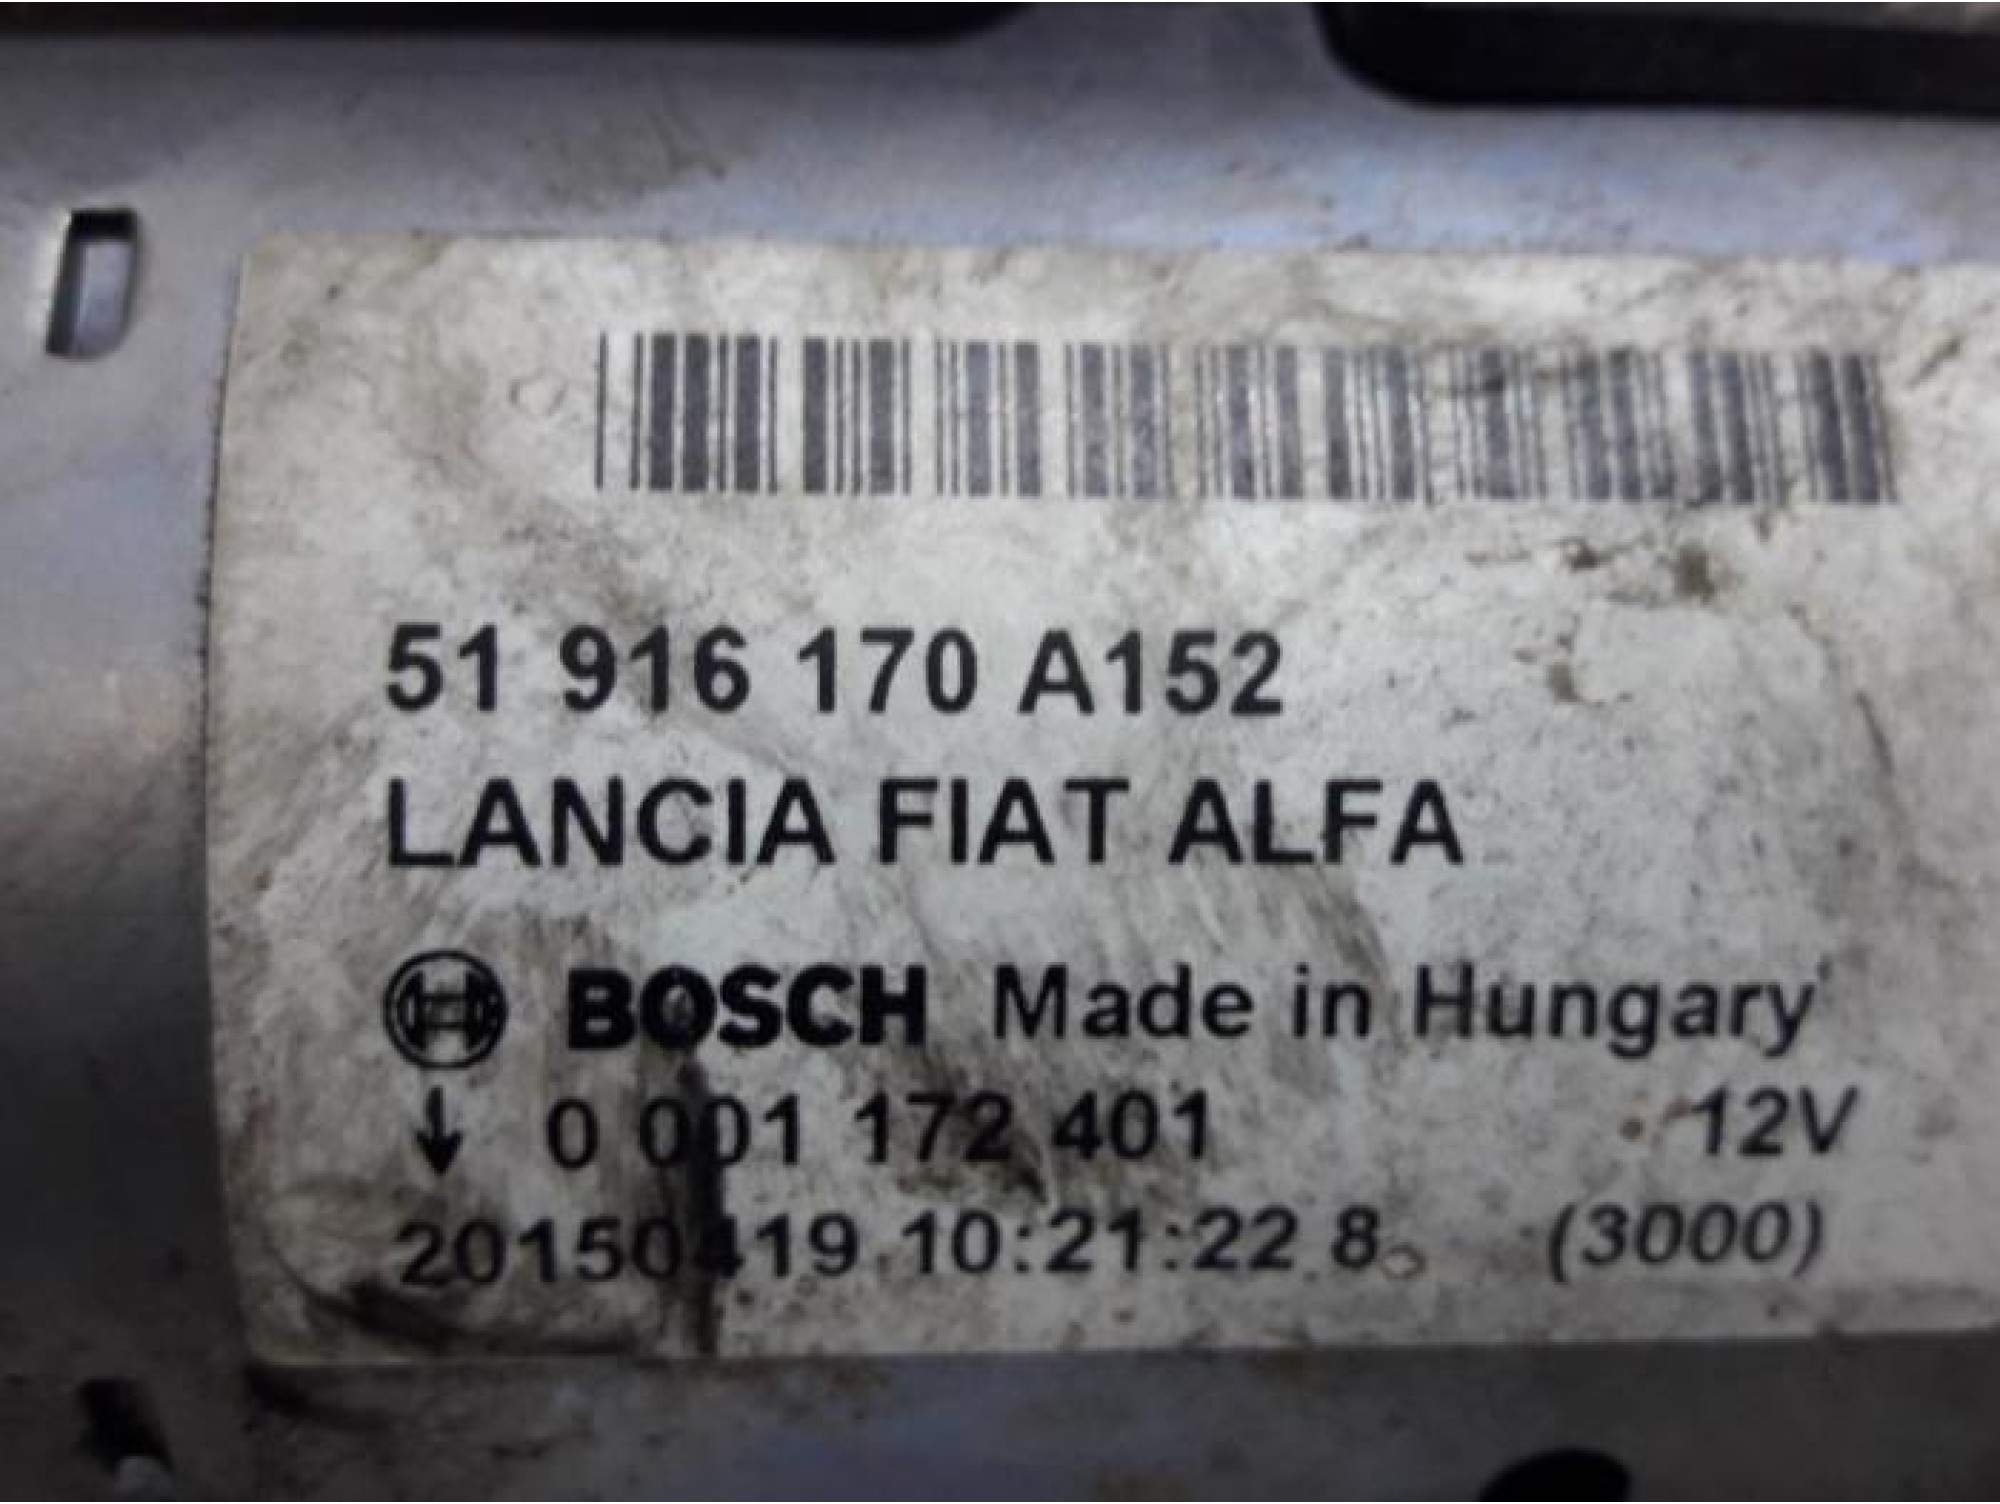 51 916 170 A152
LANCIA FIAT ALFA
BOSCH Made in Hungary
↓ 0 001 172 401 12V
20150419 10:21:22 8 (3000)